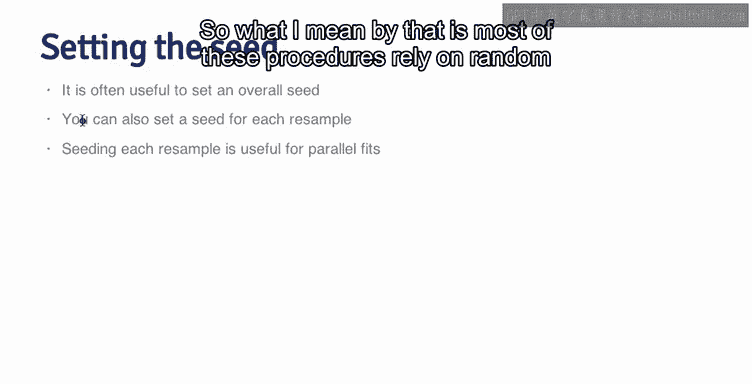 Setting the seed
So what I mean by that is most of
these procedures rely on random
· It is often useful to set an overall seed
· You can also set a seed for each resample
· Seeding each resample is useful for parallel fits